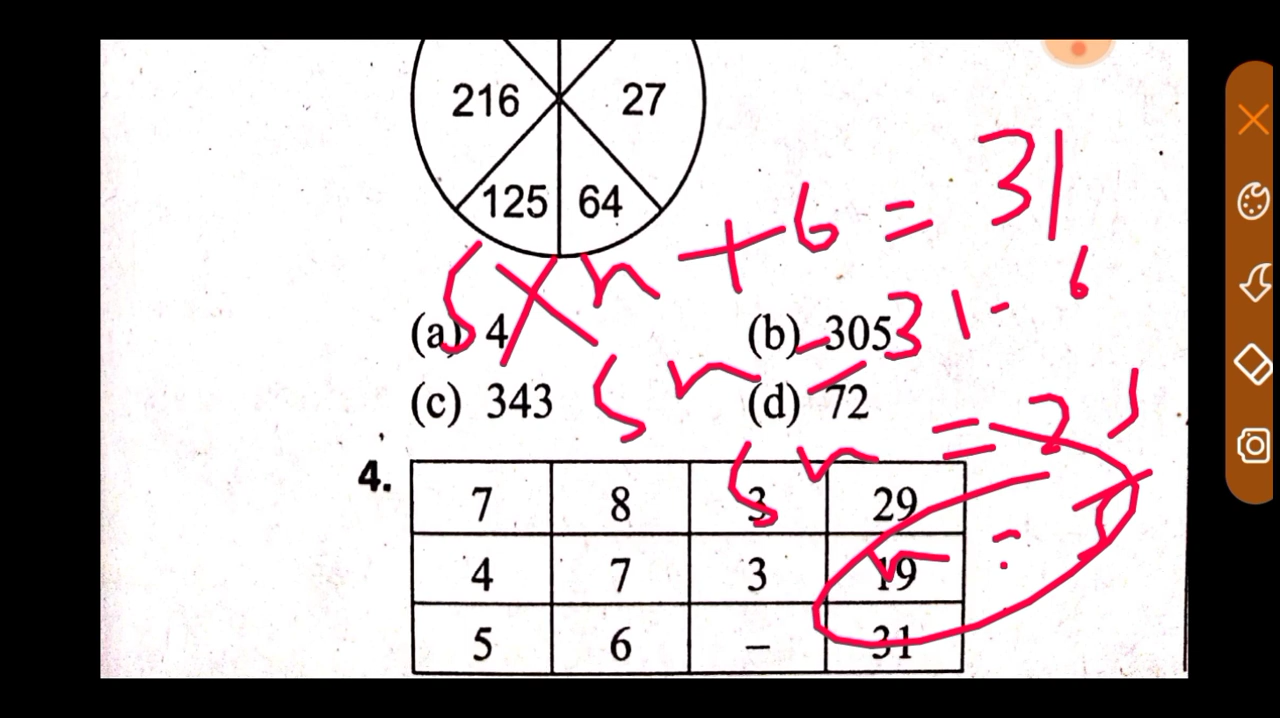 216 27
125 64
5 × n + 6 = 31
(a) 4 (b) 305
5n = 31 - 6
(c) 343 (d) 72
5n = 25
n = 5
4.
7 8 3 29
4 7 3 19
5 6 – 31